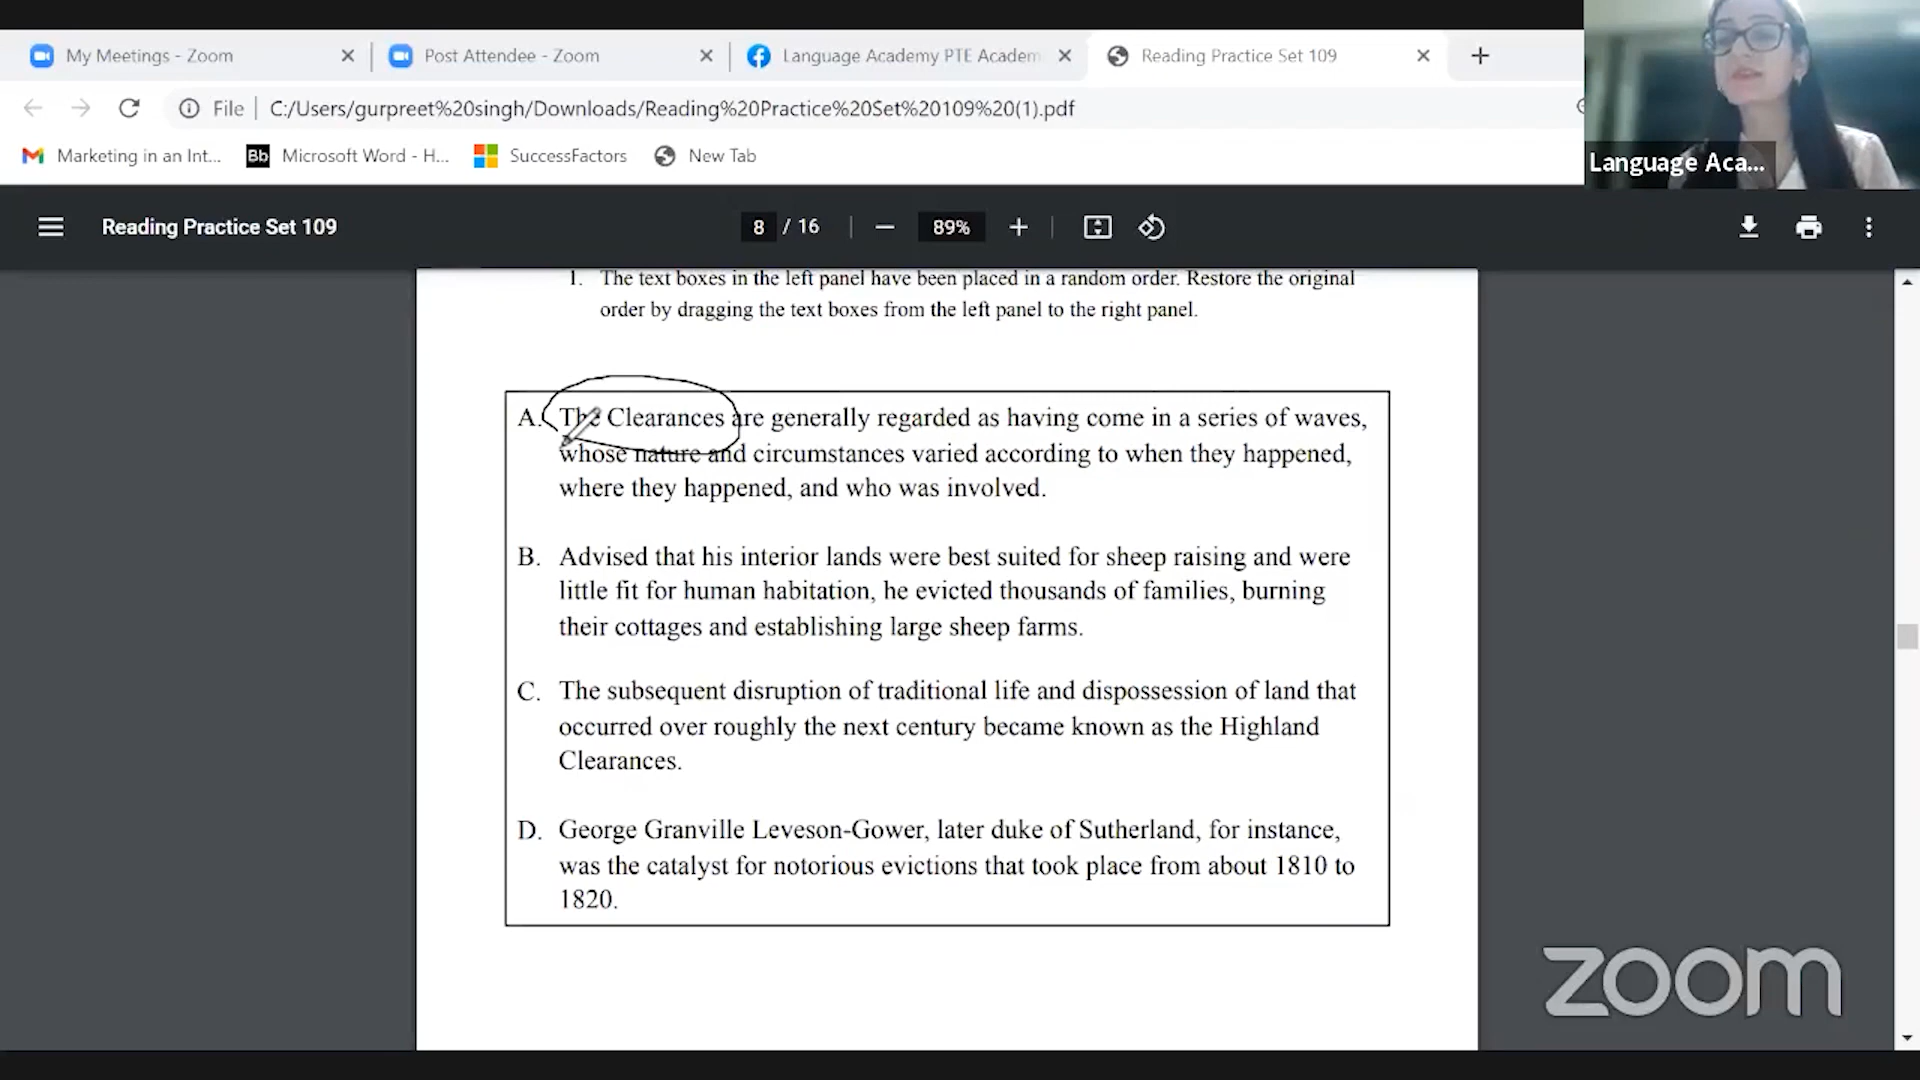 My Meetings - Zoom
Post Attendee - Zoom
Language Academy PTE Academ
Reading Practice Set 109
File
C:/Users/gurpreet%20singh/Downloads/Reading%20Practice%20Set%20109%20(1).pdf
Marketing in an Int...
Bb
Microsoft Word - H...
SuccessFactors
New Tab
Language Aca...
Reading Practice Set 109
8 / 16
89%
1. The text boxes in the left panel have been placed in a random order. Restore the original
order by dragging the text boxes from the left panel to the right panel.
A. The Clearances are generally regarded as having come in a series of waves,
whose nature and circumstances varied according to when they happened,
where they happened, and who was involved.
B. Advised that his interior lands were best suited for sheep raising and were
little fit for human habitation, he evicted thousands of families, burning
their cottages and establishing large sheep farms.
C. The subsequent disruption of traditional life and dispossession of land that
occurred over roughly the next century became known as the Highland
Clearances.
D. George Granville Leveson-Gower, later duke of Sutherland, for instance,
was the catalyst for notorious evictions that took place from about 1810 to
1820.
zoom